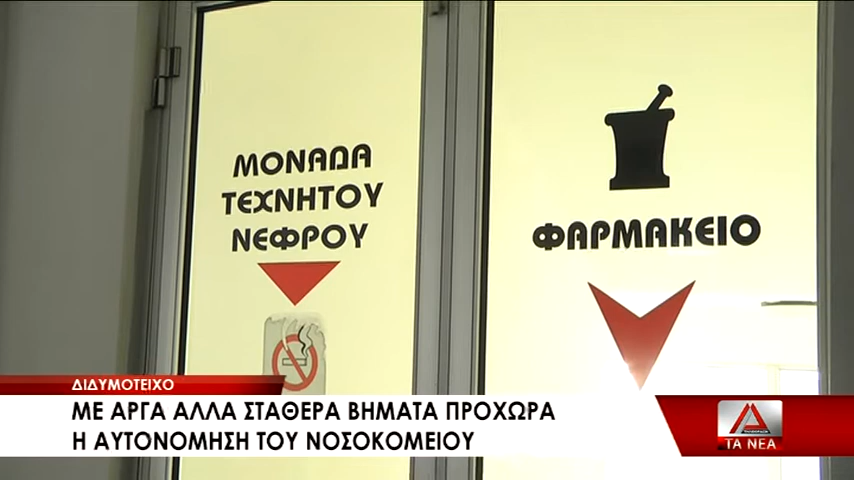 ΜΟΝΑΔΑ
ΤΕΧΝΗΤΟΥ
ΝΕΦΡΟΥ
ΦΑΡΜΑΚΕΙΟ
ΔΙΔΥΜΟΤΕΙΧΟ
ΜΕ ΑΡΓΑ ΑΛΛΑ ΣΤΑΘΕΡΑ ΒΗΜΑΤΑ ΠΡΟΧΩΡΑ
Η ΑΥΤΟΝΟΜΗΣΗ ΤΟΥ ΝΟΣΟΚΟΜΕΙΟΥ
ΤΑ ΝΕΑ